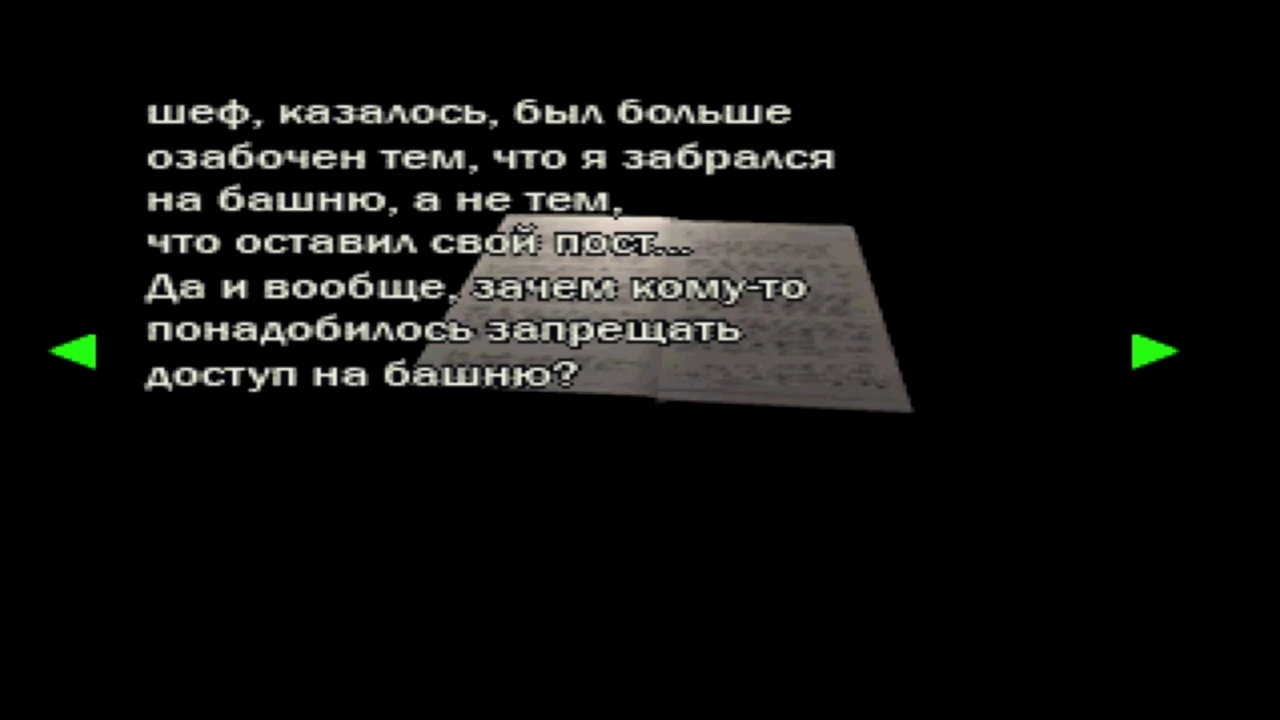 шеф, казалось, был больше
озабочен тем, что я забрался
на башню, а не тем,
что оставил свой пост...
Да и вообще, зачем кому-то
понадобилось запрещать
доступ на башню?